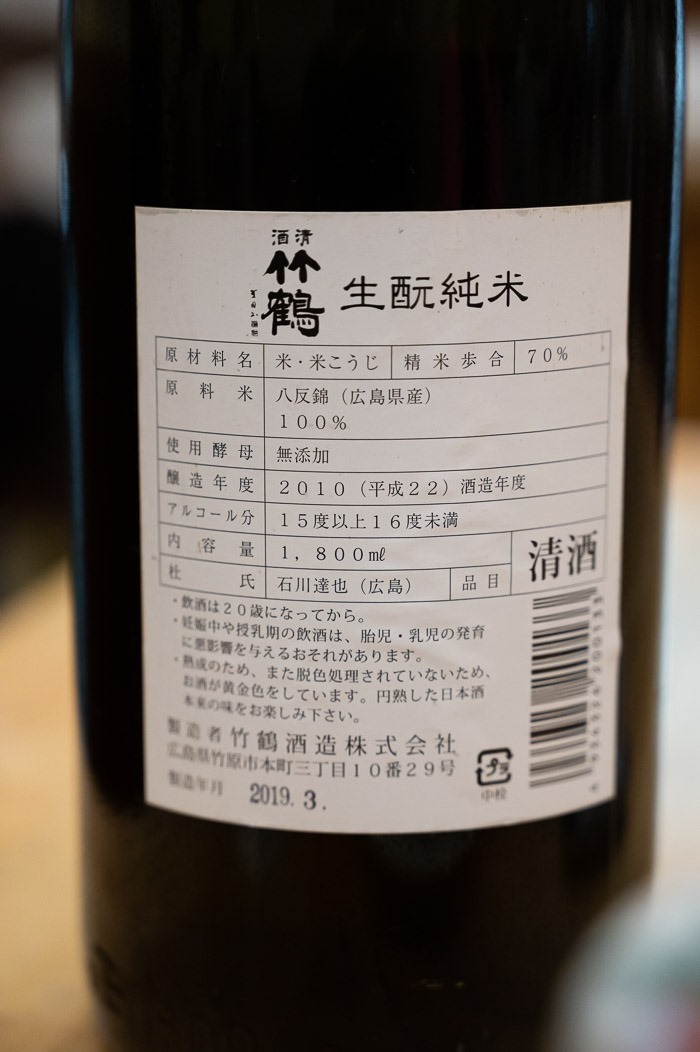 清酒
竹鶴
生酛純米
原材料名 米・米こうじ 精米歩合 70%
原料米 八反錦（広島県産）
100%
使用酵母 無添加
醸造年度 2010（平成22）酒造年度
アルコール分 15度以上16度未満
内容量 1,800㎖
杜氏 石川達也（広島） 品目 清酒
・飲酒は20歳になってから。
・妊娠中や授乳期の飲酒は、胎児・乳児の発育
に悪影響を与えるおそれがあります。
・熟成のため、また脱色処理されていないため、
お酒が黄金色をしています。円熟した日本酒
本来の味をお楽しみ下さい。
製造者 竹鶴酒造株式会社
広島県竹原市本町三丁目10番29号
製造年月 2019.3.
プラ
中栓